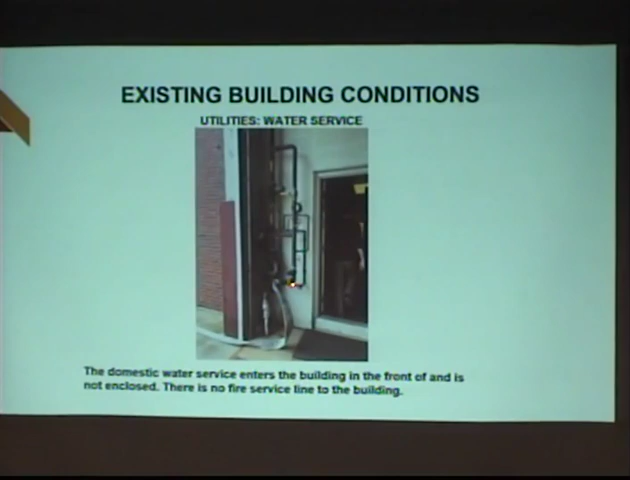 EXISTING BUILDING CONDITIONS
UTILITIES: WATER SERVICE
The domestic water service enters the building in the front of and is
not enclosed. There is no fire service line to the building.